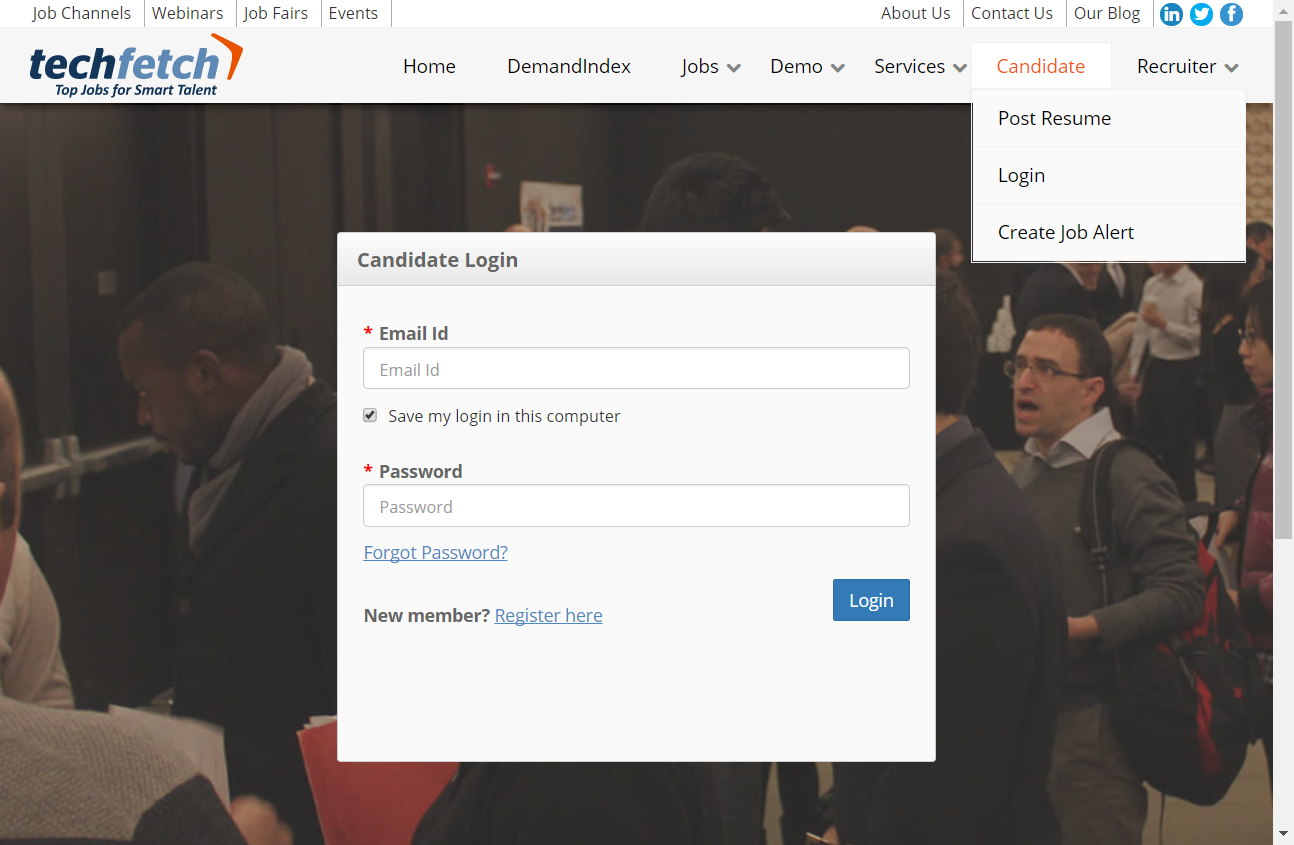 Job Channels Webinars Job Fairs Events About Us Contact Us Our Blog
techfetch
Top Jobs for Smart Talent
Home DemandIndex Jobs Demo Services Candidate Recruiter
Post Resume
Login
Create Job Alert
Candidate Login
* Email Id
Email Id
Save my login in this computer
* Password
Password
Forgot Password?
Login
New member? Register here